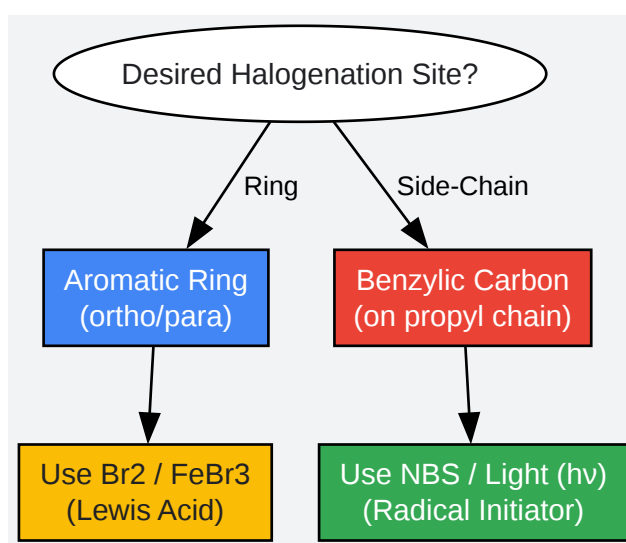 Desired Halogenation Site?
Ring
Side-Chain
Aromatic Ring
(ortho/para)
Benzylic Carbon
(on propyl chain)
Use Br2 / FeBr3
(Lewis Acid)
Use NBS / Light (hν)
(Radical Initiator)